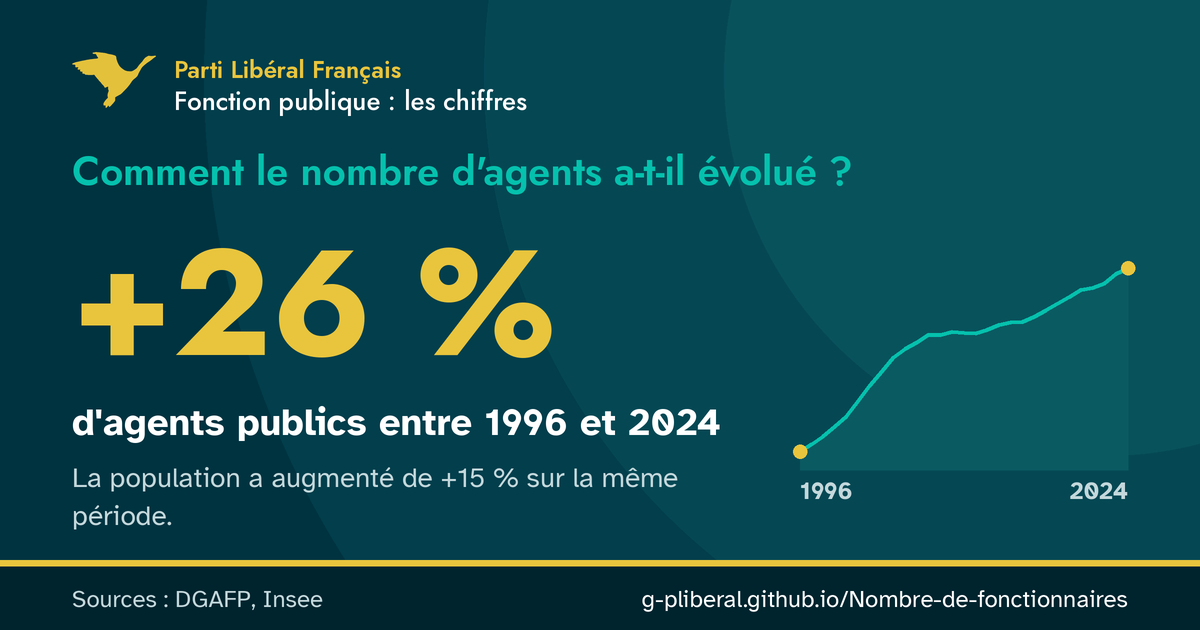 Parti Libéral Français
Fonction publique : les chiffres
Comment le nombre d'agents a-t-il évolué ?
+26 %
d'agents publics entre 1996 et 2024
La population a augmenté de +15 % sur la même
période.
1996
2024
Sources : DGAFP, Insee
g-pliberal.github.io/Nombre-de-fonctionnaires